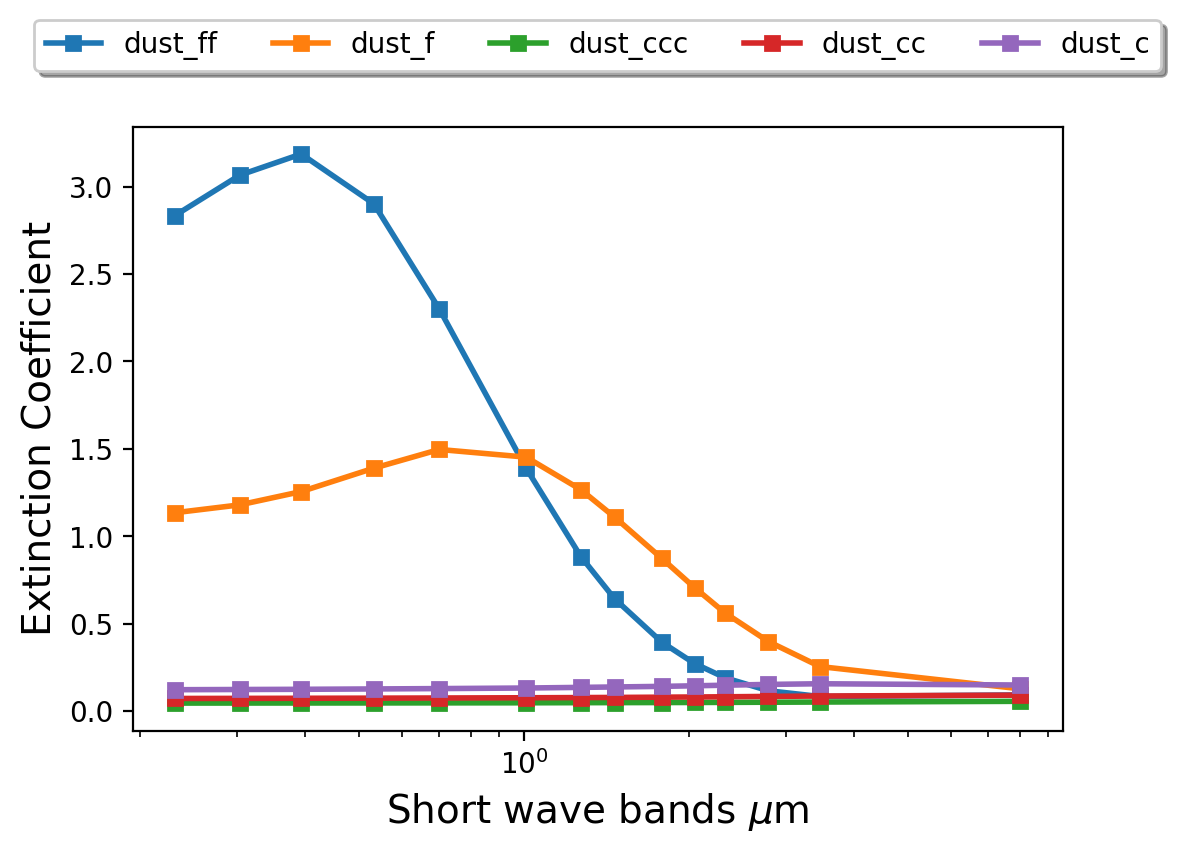 dust_ff dust_f dust_ccc dust_cc dust_c
3.0
2.5
2.0
1.5
1.0
0.5
0.0
Extinction Coefficient
10⁰
Short wave bands μm